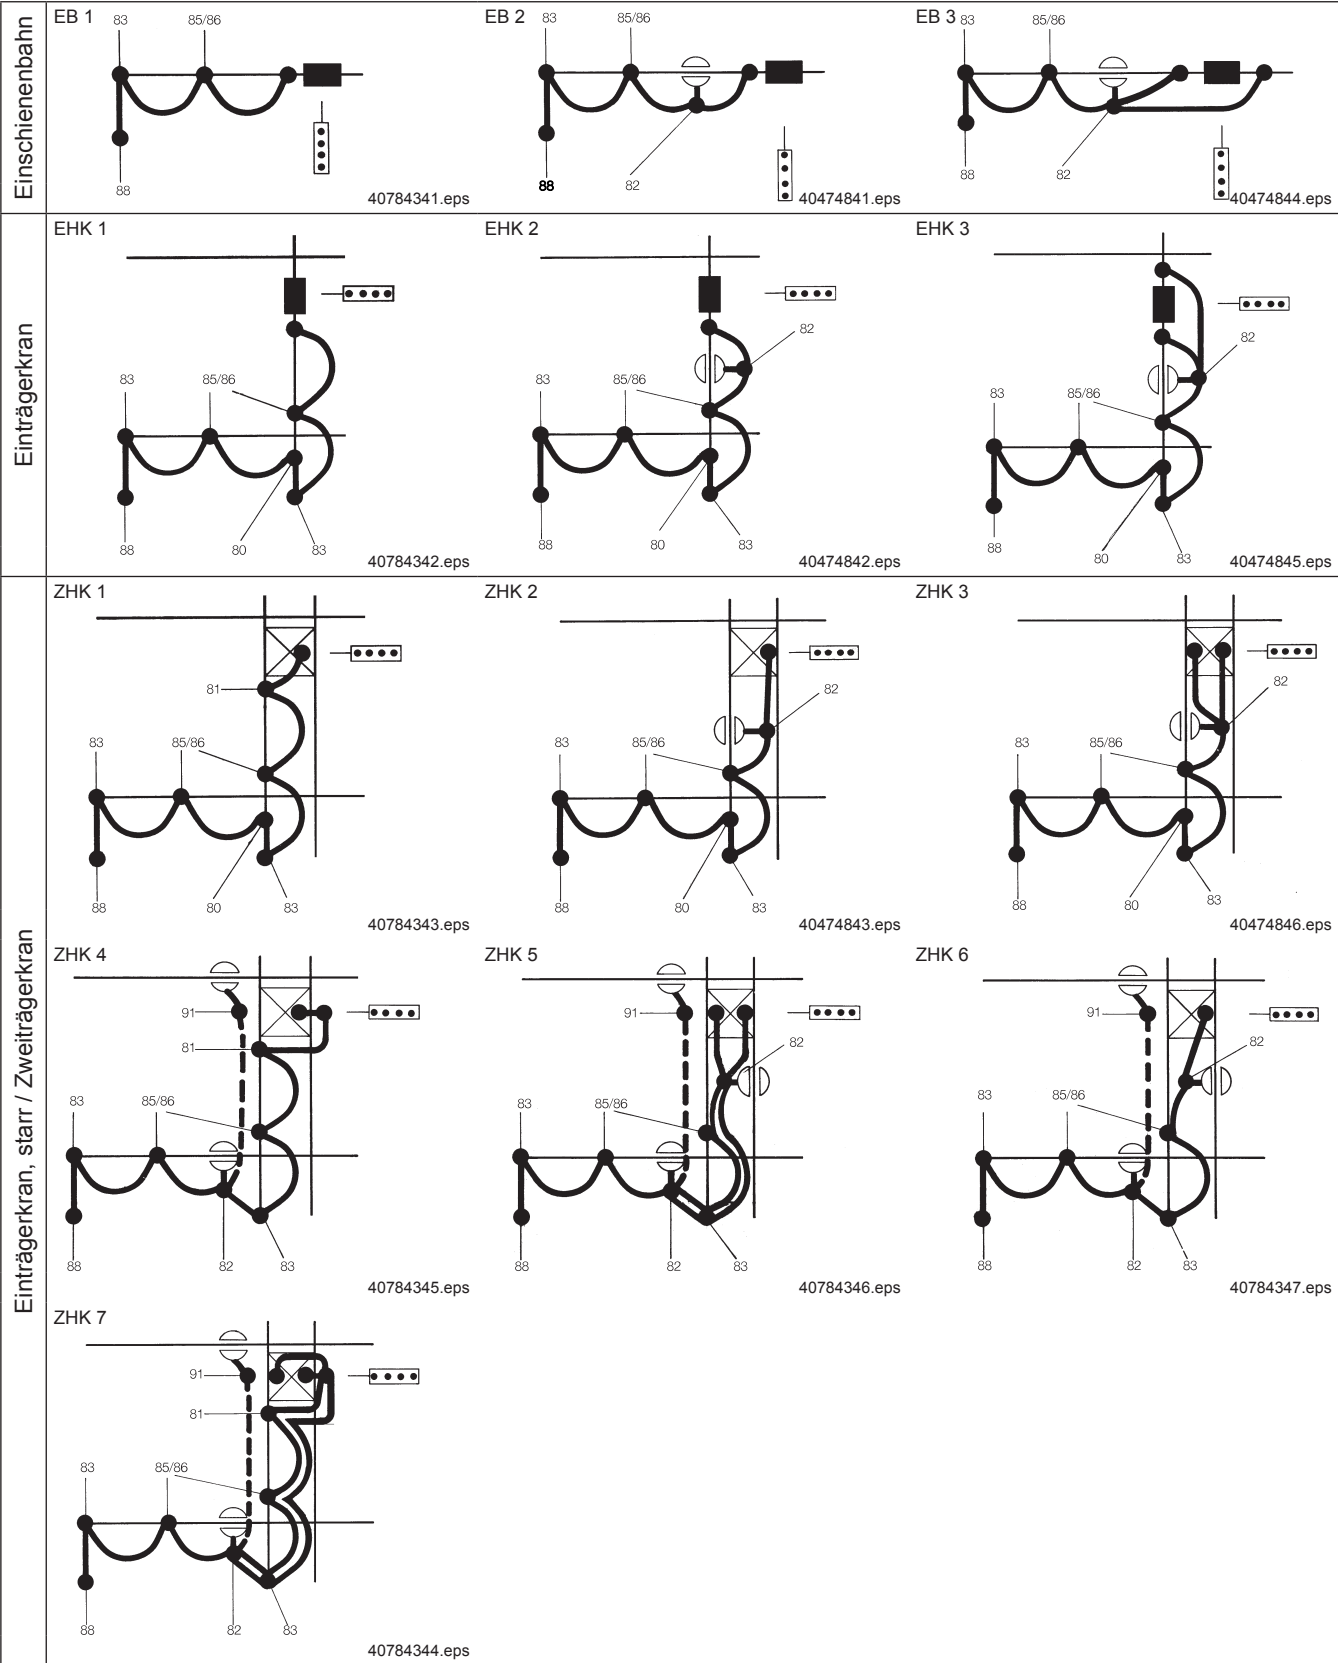 Einschienenbahn
EB 1
83
85/86
88
40784341.eps
EB 2
83
85/86
88
82
40474841.eps
EB 3
83
85/86
88
82
40474844.eps
Einträgerkran
EHK 1
83
85/86
88
80
83
40784342.eps
EHK 2
82
83
85/86
88
80
83
40474842.eps
EHK 3
82
83
85/86
88
80
83
40474845.eps
Einträgerkran, starr / Zweiträgerkran
ZHK 1
81
83
85/86
88
80
83
40784343.eps
ZHK 2
82
83
85/86
88
80
83
40474843.eps
ZHK 3
82
83
85/86
88
80
83
40474846.eps
ZHK 4
91
81
83
85/86
88
82
83
40784345.eps
ZHK 5
91
82
83
85/86
88
82
83
40784346.eps
ZHK 6
91
82
83
85/86
88
82
83
40784347.eps
ZHK 7
91
81
83
85/86
88
82
83
40784344.eps